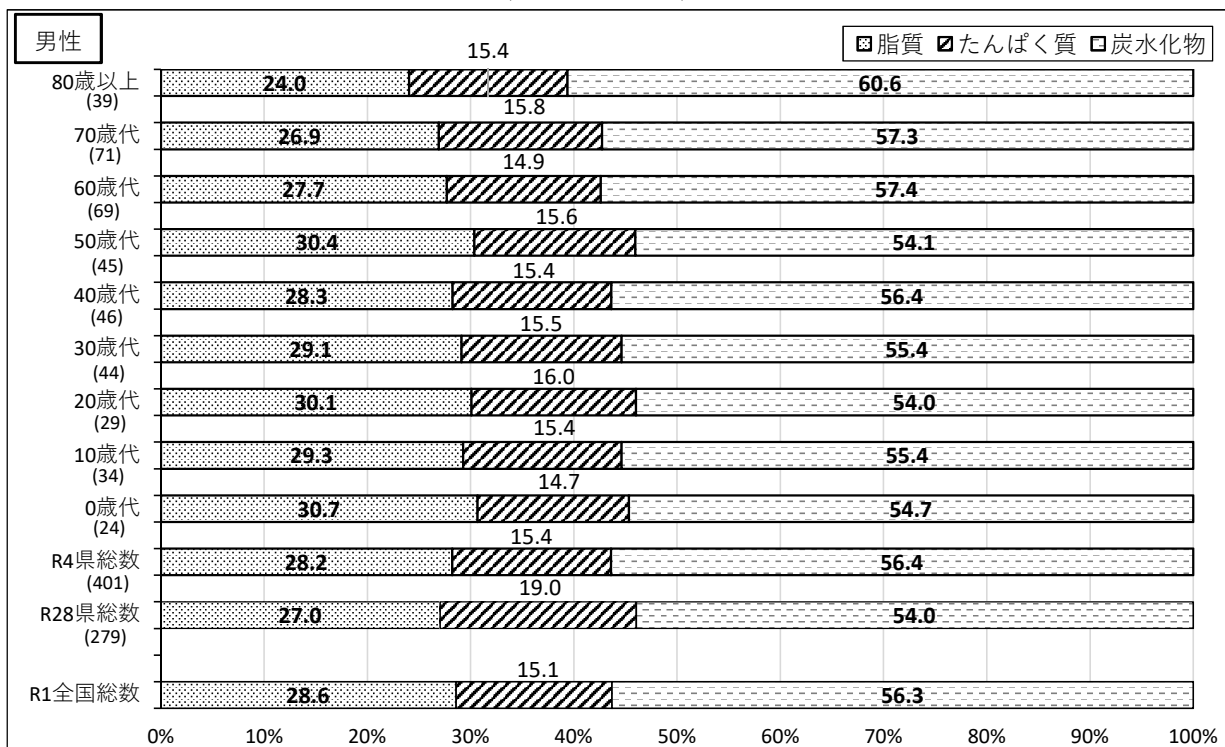 男性
脂質 たんぱく質 炭水化物
15.4
80歳以上 24.0 60.6
(39)
15.8
70歳代 26.9 57.3
(71)
14.9
60歳代 27.7 57.4
(69)
15.6
50歳代 30.4 54.1
(45)
15.4
40歳代 28.3 56.4
(46)
15.5
30歳代 29.1 55.4
(44)
16.0
20歳代 30.1 54.0
(29)
15.4
10歳代 29.3 55.4
(34)
14.7
0歳代 30.7 54.7
(24)
15.4
R4県総数 28.2 56.4
(401)
19.0
R28県総数 27.0 54.0
(279)
15.1
R1全国総数 28.6 56.3
0% 10% 20% 30% 40% 50% 60% 70% 80% 90% 100%